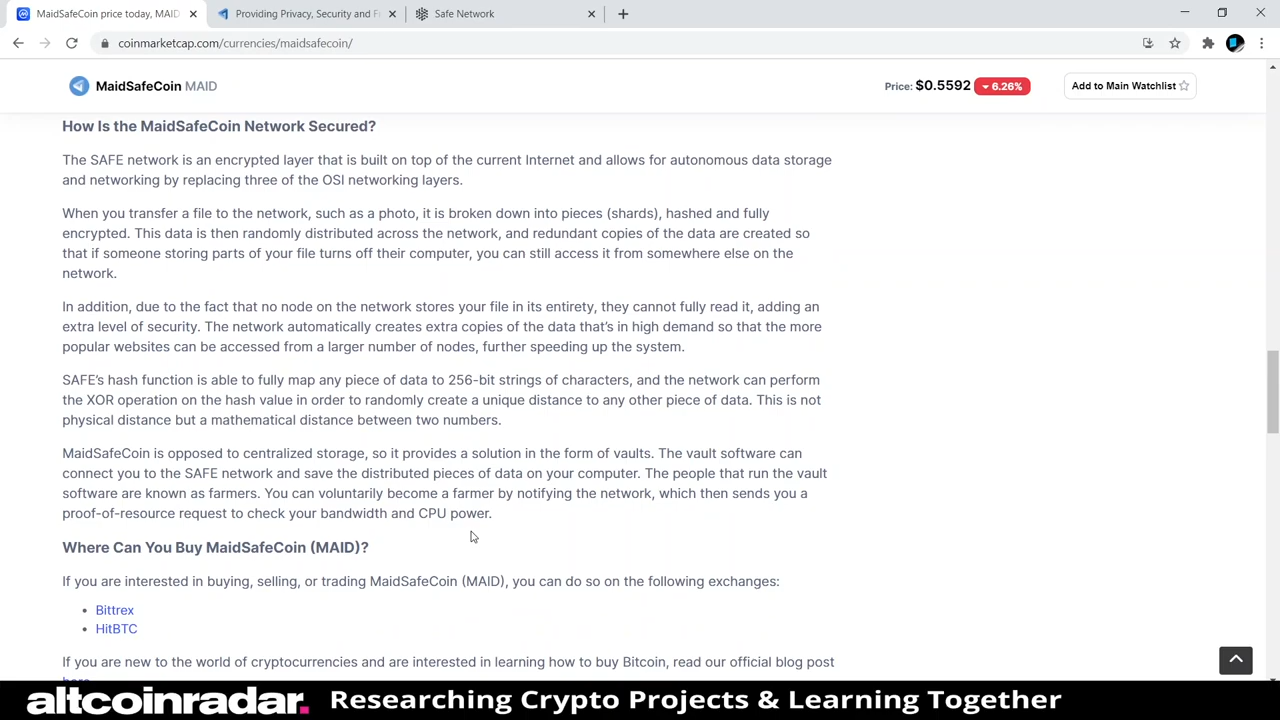 MaidSafeCoin price today, MAID
Providing Privacy, Security and F
Safe Network
coinmarketcap.com/currencies/maidsafecoin/
MaidSafeCoin MAID
Price: $0.5592 6.26%
Add to Main Watchlist
How Is the MaidSafeCoin Network Secured?
The SAFE network is an encrypted layer that is built on top of the current Internet and allows for autonomous data storage
and networking by replacing three of the OSI networking layers.
When you transfer a file to the network, such as a photo, it is broken down into pieces (shards), hashed and fully
encrypted. This data is then randomly distributed across the network, and redundant copies of the data are created so
that if someone storing parts of your file turns off their computer, you can still access it from somewhere else on the
network.
In addition, due to the fact that no node on the network stores your file in its entirety, they cannot fully read it, adding an
extra level of security. The network automatically creates extra copies of the data that's in high demand so that the more
popular websites can be accessed from a larger number of nodes, further speeding up the system.
SAFE's hash function is able to fully map any piece of data to 256-bit strings of characters, and the network can perform
the XOR operation on the hash value in order to randomly create a unique distance to any other piece of data. This is not
physical distance but a mathematical distance between two numbers.
MaidSafeCoin is opposed to centralized storage, so it provides a solution in the form of vaults. The vault software can
connect you to the SAFE network and save the distributed pieces of data on your computer. The people that run the vault
software are known as farmers. You can voluntarily become a farmer by notifying the network, which then sends you a
proof-of-resource request to check your bandwidth and CPU power.
Where Can You Buy MaidSafeCoin (MAID)?
If you are interested in buying, selling, or trading MaidSafeCoin (MAID), you can do so on the following exchanges:
Bittrex
HitBTC
If you are new to the world of cryptocurrencies and are interested in learning how to buy Bitcoin, read our official blog post
here.
altcoinradar. Researching Crypto Projects & Learning Together